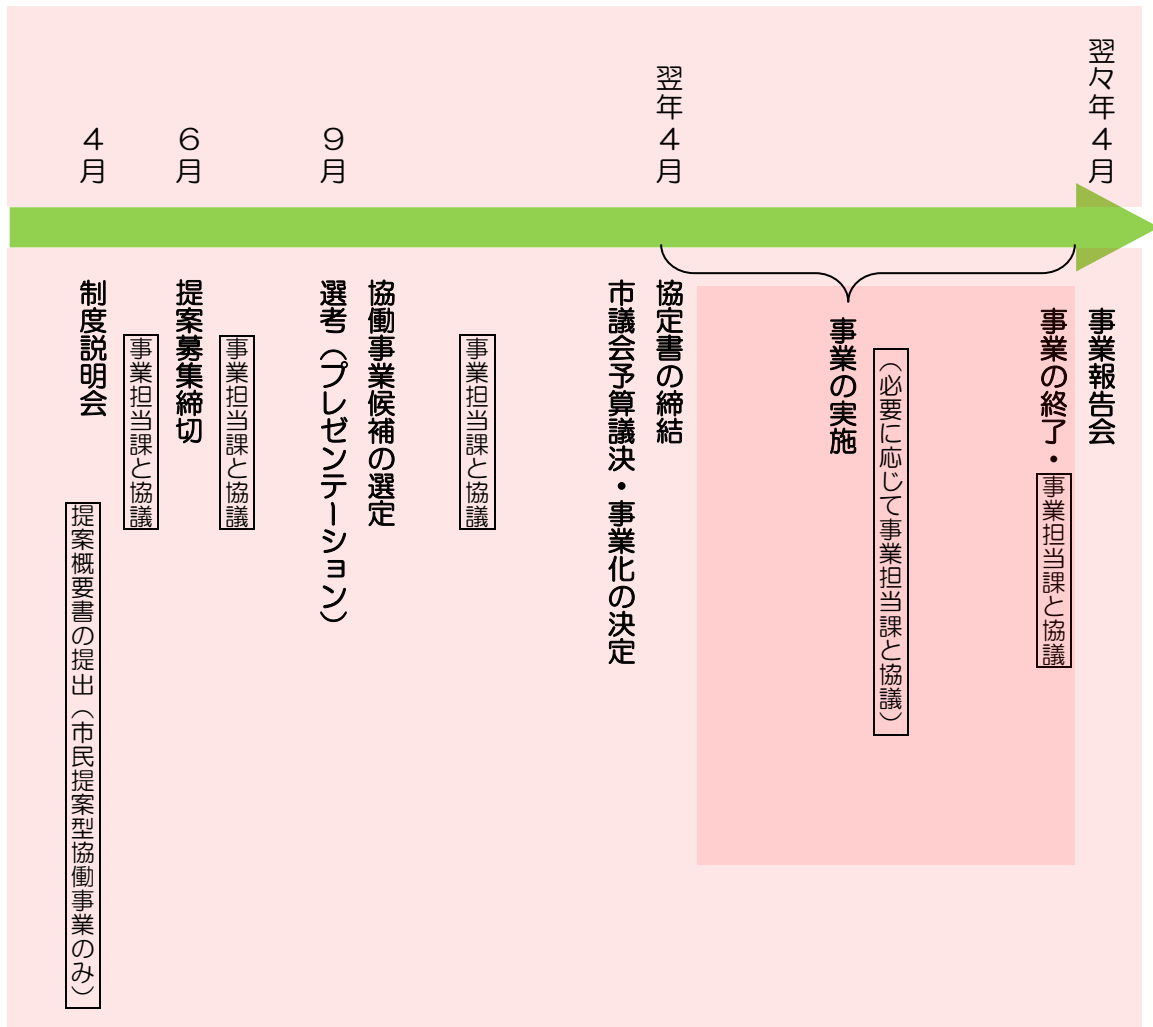 4月
6月
9月
翌年4月
翌々年4月
制度説明会
提案概要書の提出（市民提案型協働事業のみ）
事業担当課と協議
提案募集締切
事業担当課と協議
選考（プレゼンテーション）
協働事業候補の選定
事業担当課と協議
市議会予算議決・事業化の決定
協定書の締結
事業の実施
（必要に応じて事業担当課と協議）
事業の終了・事業担当課と協議
事業報告会